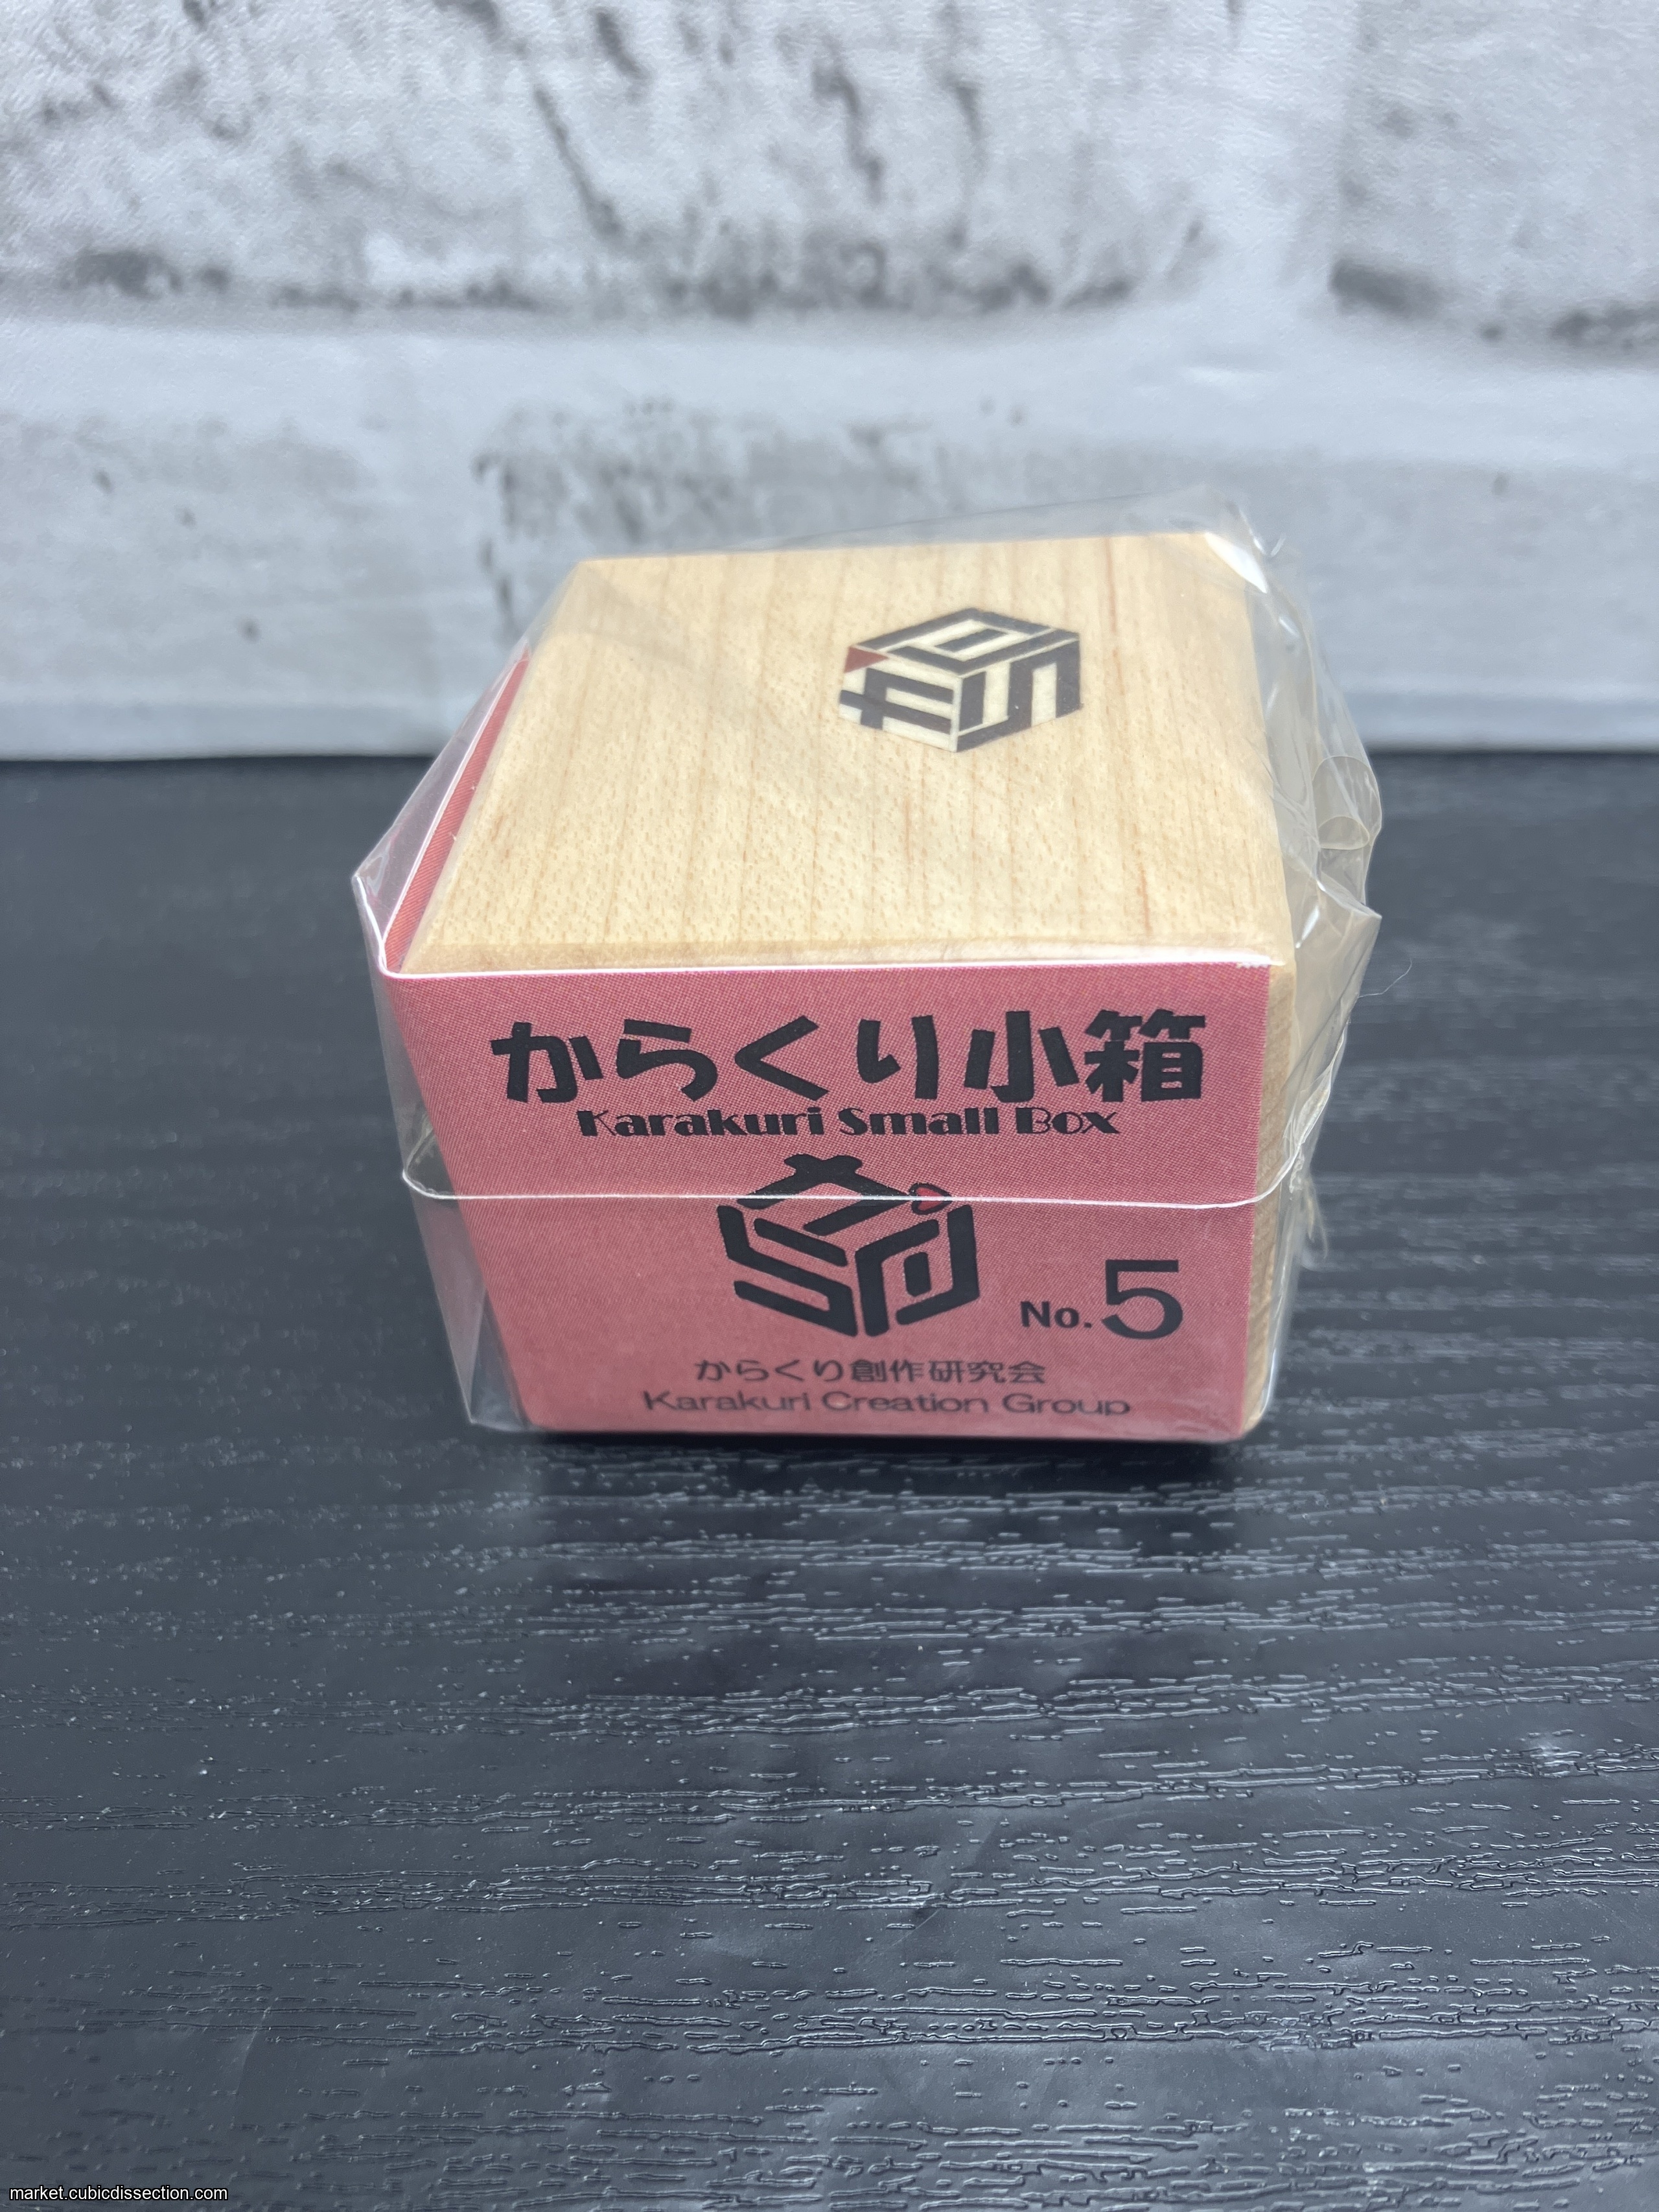 からくり小箱
Karakuri Small Box
No. 5
からくり創作研究会
Karakuri Creation Group
market.cubicdissection.com